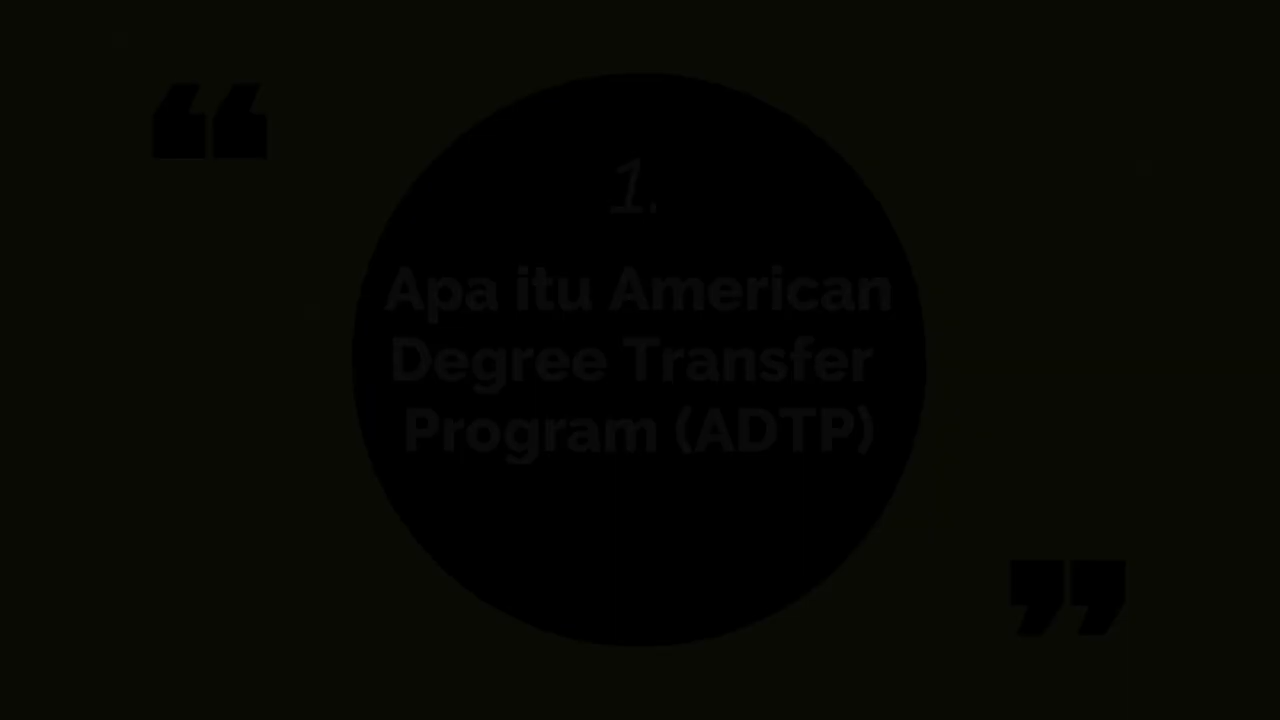 “
1.
Apa itu American
Degree Transfer
Program (ADTP)
”